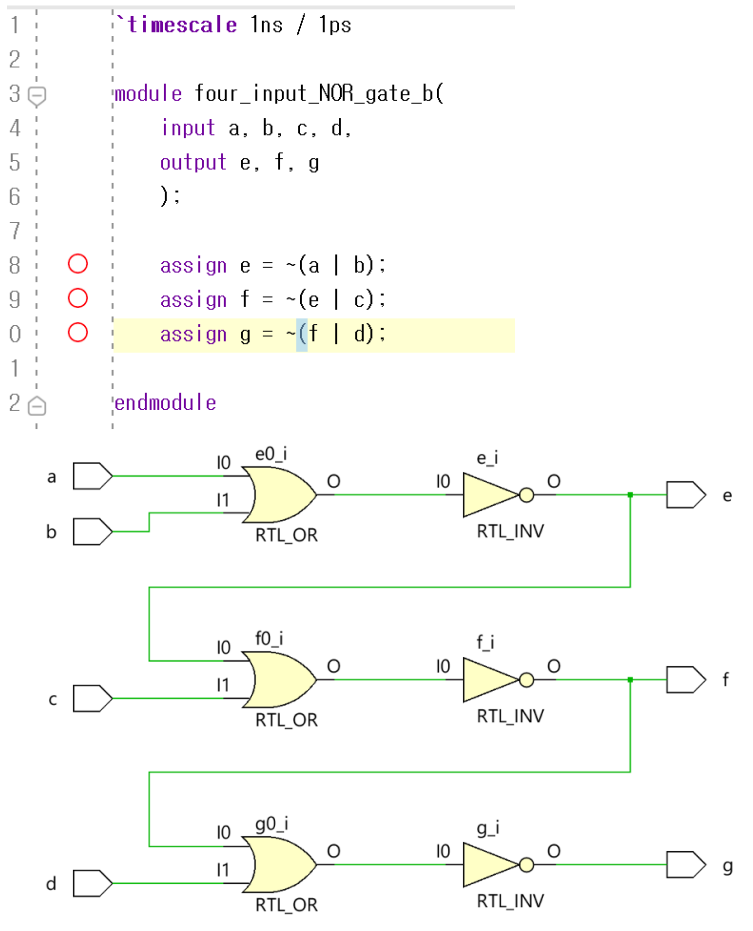 1 `timescale 1ns / 1ps
2
3 module four_input_NOR_gate_b(
4 input a, b, c, d,
5 output e, f, g
6 );
7
8 assign e = ~(a | b);
9 assign f = ~(e | c);
0 assign g = ~(f | d);
1
2 endmodule
e0_i e_i
a I0 O I0 O e
b I1
RTL_OR RTL_INV
f0_i f_i
I0 O I0 O f
c I1
RTL_OR RTL_INV
g0_i g_i
I0 O I0 O g
d I1
RTL_OR RTL_INV